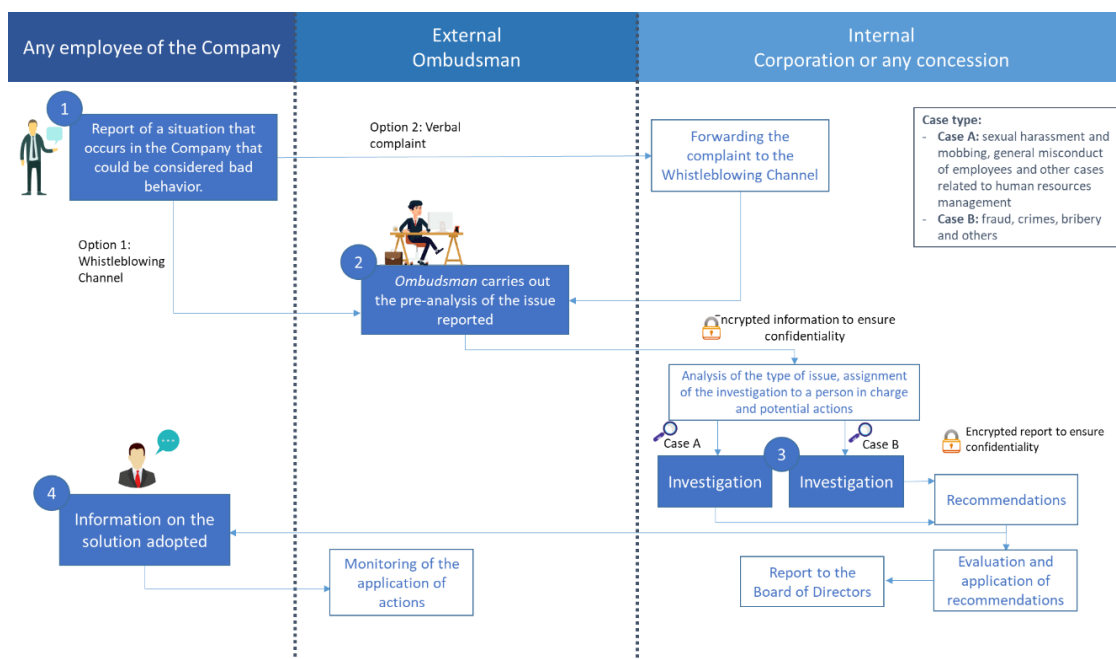 Any employee of the Company
External
Ombudsman
Internal
Corporation or any concession
1
Report of a situation that
occurs in the Company that
could be considered bad
behavior.
Option 2: Verbal
complaint
Forwarding the
complaint to the
Whistleblowing Channel
Case type:
- Case A: sexual harassment and
mobbing, general misconduct
of employees and other cases
related to human resources
management
- Case B: fraud, crimes, bribery
and others
Option 1:
Whistleblowing
Channel
2
Ombudsman carries out
the pre-analysis of the issue
reported
Encrypted information to ensure
confidentiality
Analysis of the type of issue, assignment
of the investigation to a person in charge
and potential actions
Case A
Case B
3
Investigation
Investigation
Encrypted report to ensure
confidentiality
Recommendations
4
Information on the
solution adopted
Monitoring of the
application of
actions
Report to the
Board of Directors
Evaluation and
application of
recommendations